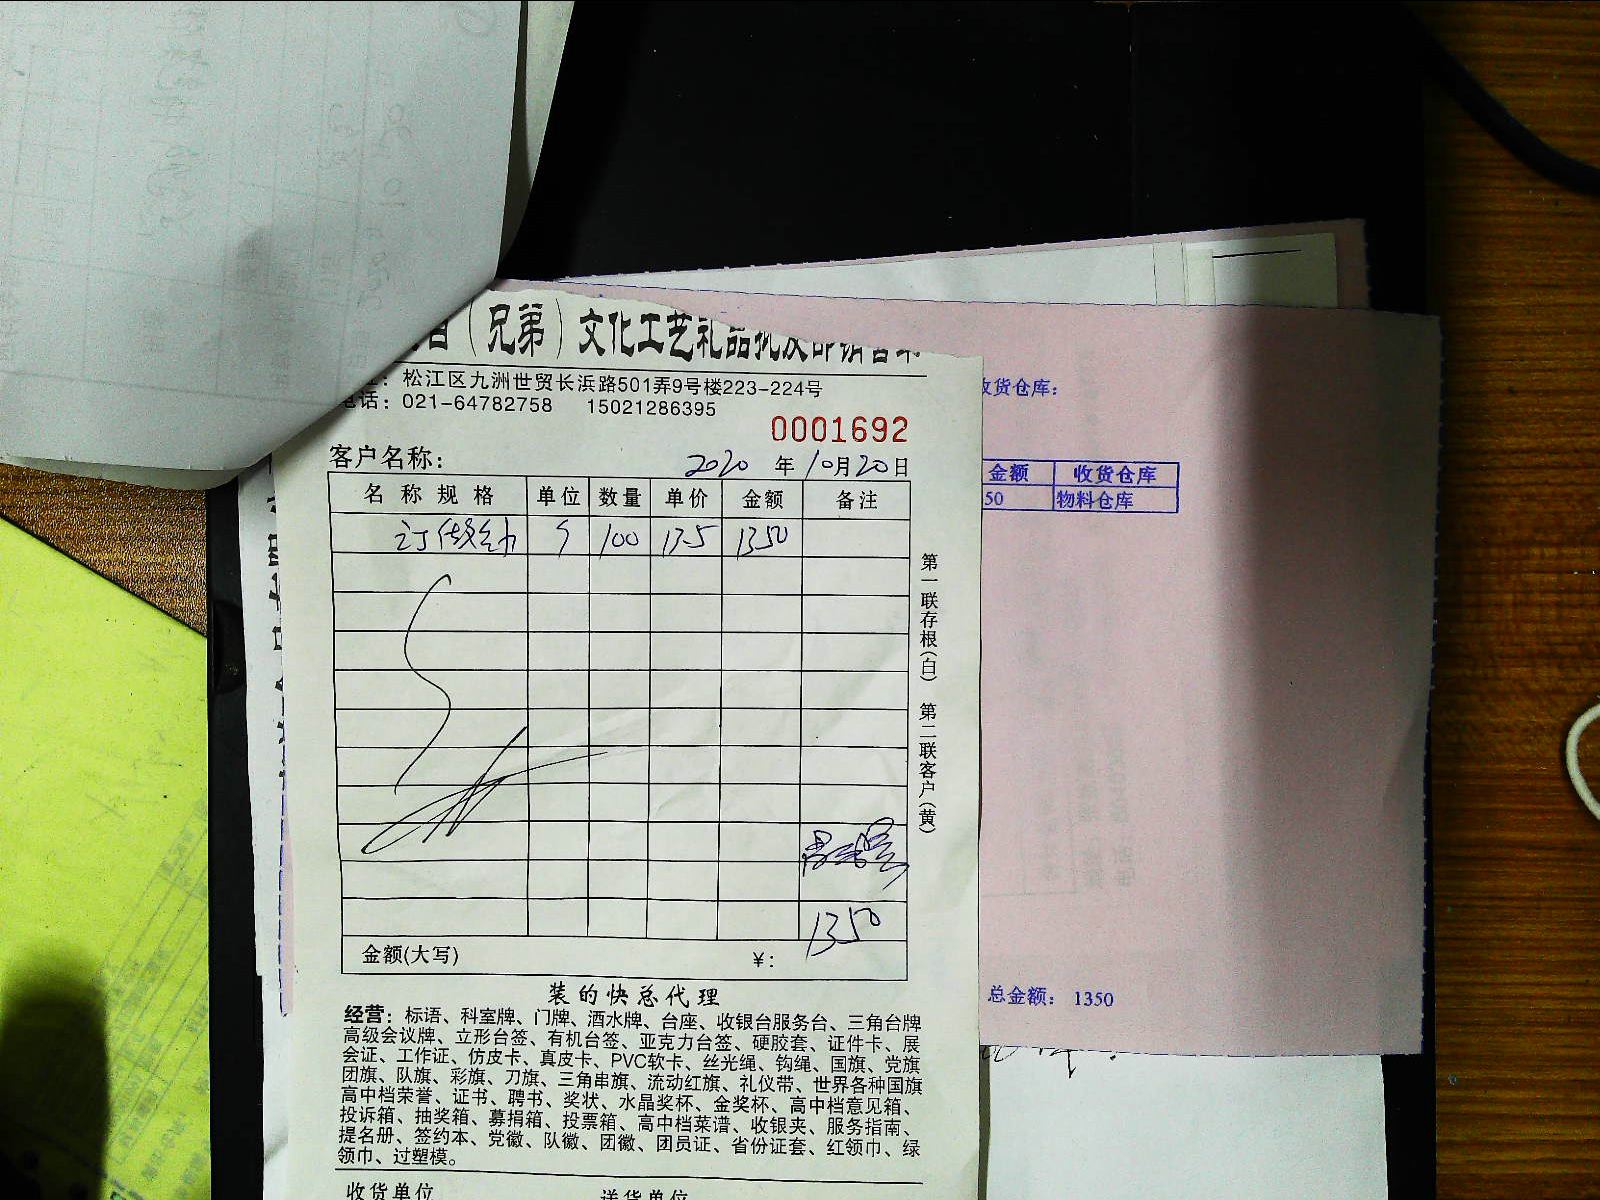 （兄弟）文化工艺礼品批发部销售单
：松江区九洲世贸长浜路501弄9号楼223-224号
电话：021-64782758 15021286395
0001692
客户名称： 2020 年 10月20日
名称规格 单位 数量 单价 金额 备注
订做 个 100 13.5 1350
第一联存根(白) 第二联客户(黄)
1350
金额(大写) ¥:
装的快总代理
经营：标语、科室牌、门牌、酒水牌、台座、收银台服务台、三角台牌
高级会议牌、立形台签、有机台签、亚克力台签、硬胶套、证件卡、展
会证、工作证、仿皮卡、真皮卡、PVC软卡、丝光绳、钩绳、国旗、党旗
团旗、队旗、彩旗、刀旗、三角串旗、流动红旗、礼仪带、世界各种国旗
高中档荣誉、证书、聘书、奖状、水晶奖杯、金奖杯、高中档意见箱、
投诉箱、抽奖箱、募捐箱、投票箱、高中档菜谱、收银夹、服务指南、
提名册、签约本、党徽、队徽、团徽、团员证、省份证套、红领巾、绿
领巾、过塑模。
收货单位 送货单位
收货仓库：
金额 收货仓库
50 物料仓库
总金额： 1350